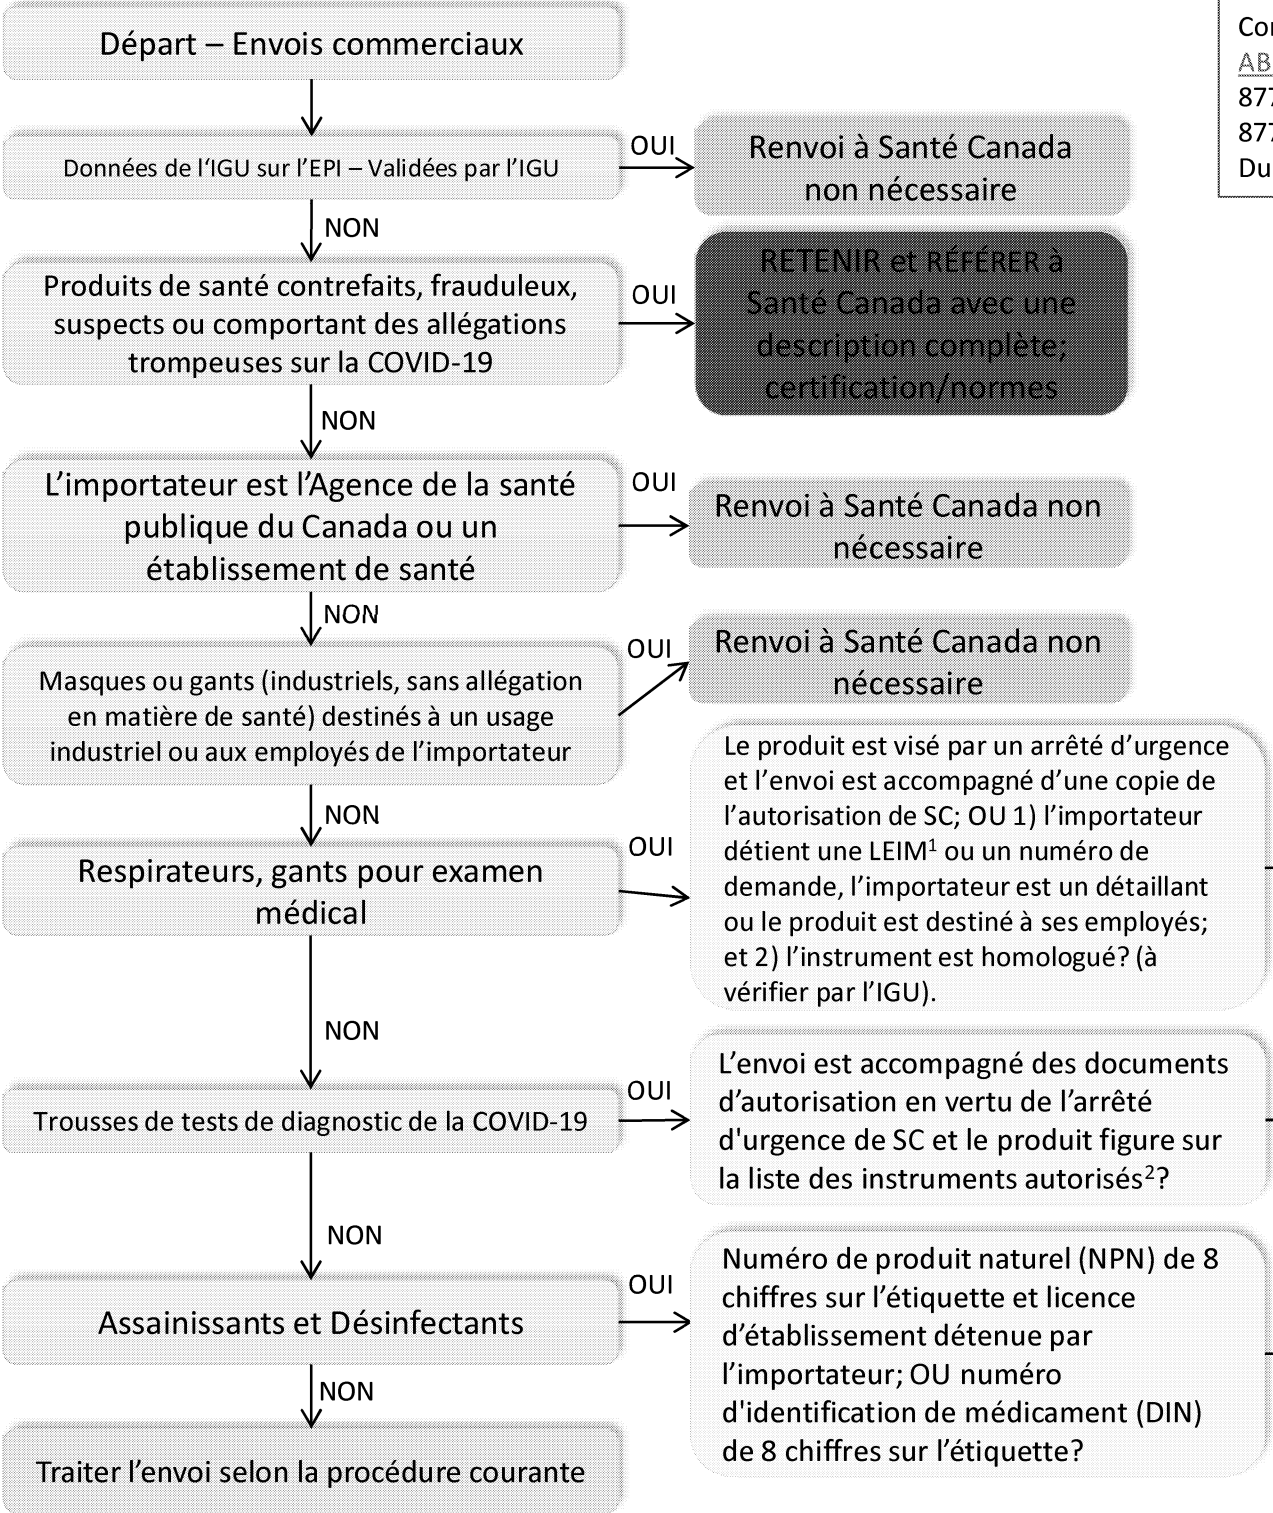 Départ – Envois commerciaux
Données de l‘IGU sur l’EPI – Validées par l’IGU
OUI
Renvoi à Santé Canada
non nécessaire
NON
Produits de santé contrefaits, frauduleux,
suspects ou comportant des allégations
trompeuses sur la COVID-19
OUI
RETENIR et RÉFÉRER à
Santé Canada avec une
description complète;
certification/normes
NON
L’importateur est l’Agence de la santé
publique du Canada ou un
établissement de santé
OUI
Renvoi à Santé Canada non
nécessaire
NON
Masques ou gants (industriels, sans allégation
en matière de santé) destinés à un usage
industriel ou aux employés de l’importateur
OUI
Renvoi à Santé Canada non
nécessaire
NON
Respirateurs, gants pour examen
médical
OUI
Le produit est visé par un arrêté d’urgence
et l’envoi est accompagné d’une copie de
l’autorisation de SC; OU 1) l’importateur
détient une LEIM¹ ou un numéro de
demande, l’importateur est un détaillant
ou le produit est destiné à ses employés;
et 2) l’instrument est homologué? (à
vérifier par l’IGU).
NON
Trousses de tests de diagnostic de la COVID-19
OUI
L’envoi est accompagné des documents
d’autorisation en vertu de l’arrêté
d'urgence de SC et le produit figure sur
la liste des instruments autorisés²?
NON
Assainissants et Désinfectants
OUI
Numéro de produit naturel (NPN) de 8
chiffres sur l’étiquette et licence
d’établissement détenue par
l’importateur; OU numéro
d'identification de médicament (DIN)
de 8 chiffres sur l’étiquette?
NON
Traiter l’envoi selon la procédure courante
AB
877
877
Du